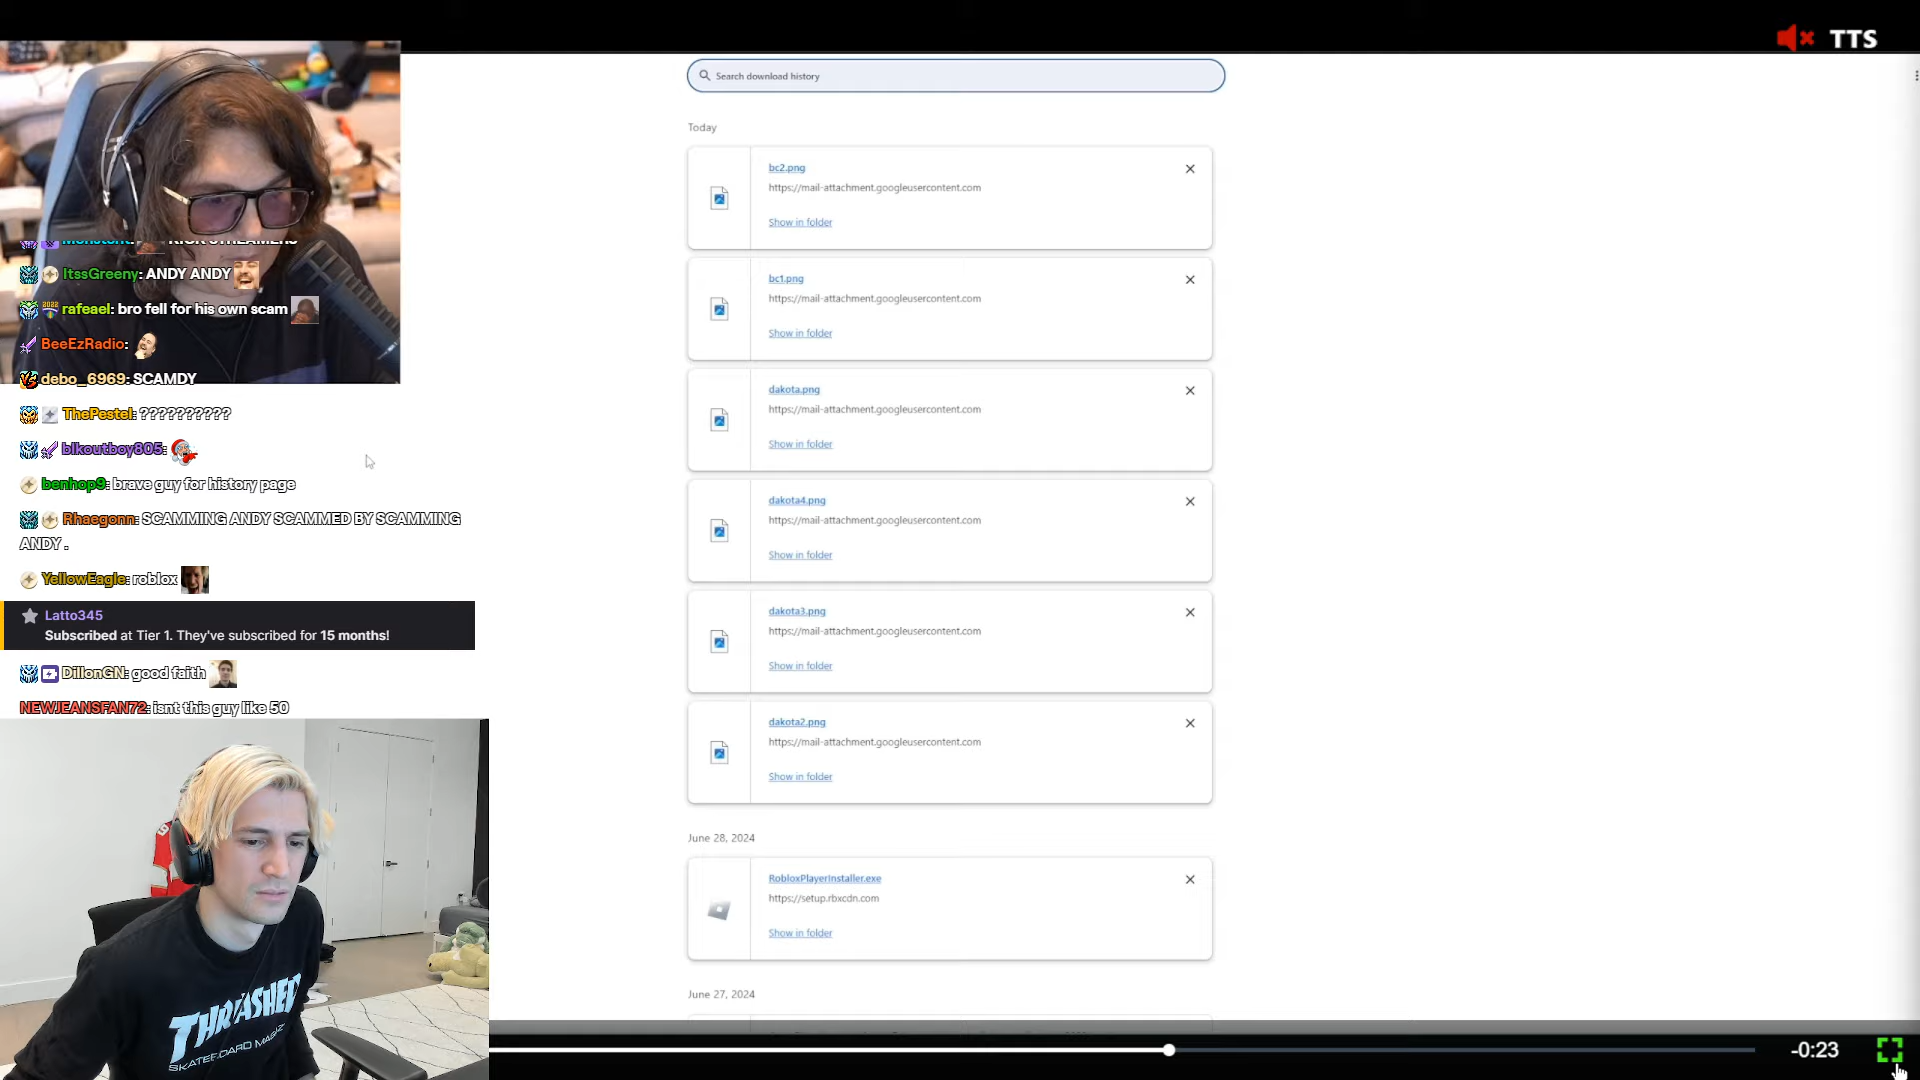 TTS
Search download history
Today
bc2.png
https://mail-attachment.googleusercontent.com
Show in folder
bc1.png
https://mail-attachment.googleusercontent.com
Show in folder
dakota.png
https://mail-attachment.googleusercontent.com
Show in folder
dakota4.png
https://mail-attachment.googleusercontent.com
Show in folder
dakota3.png
https://mail-attachment.googleusercontent.com
Show in folder
dakota2.png
https://mail-attachment.googleusercontent.com
Show in folder
June 28, 2024
RobloxPlayerInstaller.exe
https://setup.rbxcdn.com
Show in folder
June 27, 2024
-0:23
KICK STREAMERS
ItssGreeny: ANDY ANDY
2022 rafeael: bro fell for his own scam
BeeEzRadio:
debo_6969: SCAMDY
ThePestel: ??????????
blkoutboy805:
benhop9: brave guy for history page
Rhaegonn: SCAMMING ANDY SCAMMED BY SCAMMING
ANDY .
YellowEagle: roblox
Latto345
Subscribed at Tier 1. They've subscribed for 15 months!
DillonGN: good faith
NEWJEANSFAN72: isnt this guy like 50
THRASHER
SKATEBOARD MAGAZ